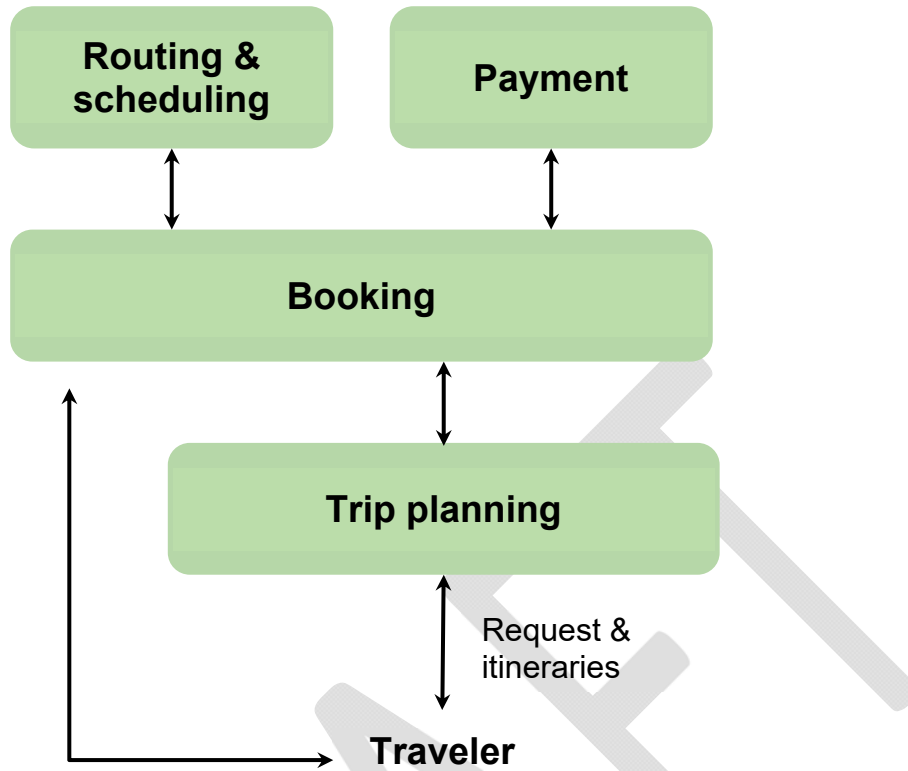 Routing &
scheduling
Payment
Booking
Trip planning
Request &
itineraries
Traveler